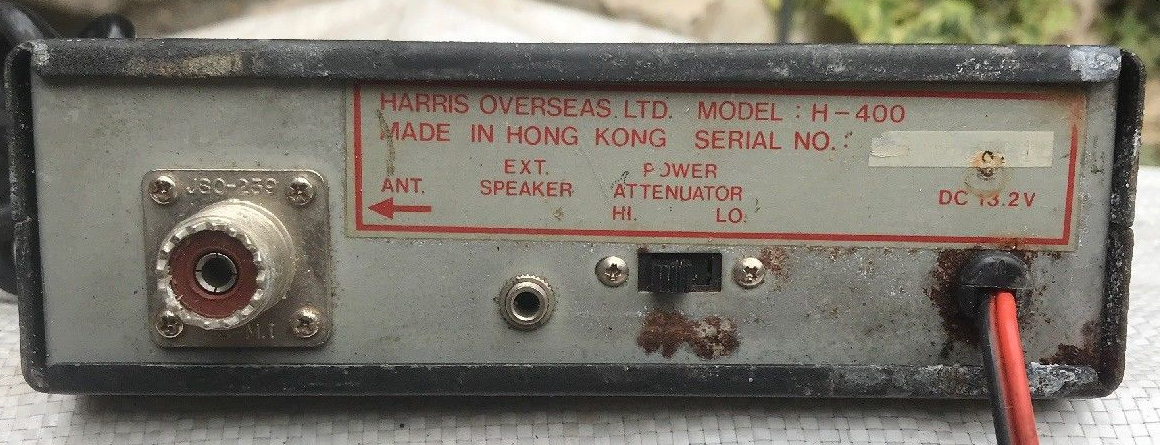 HARRIS OVERSEAS LTD. MODEL : H-400
MADE IN HONG KONG SERIAL NO. :
EXT. POWER
ANT. SPEAKER ATTENUATOR DC 13.2V
HI. LO.
JSO-239
M.I